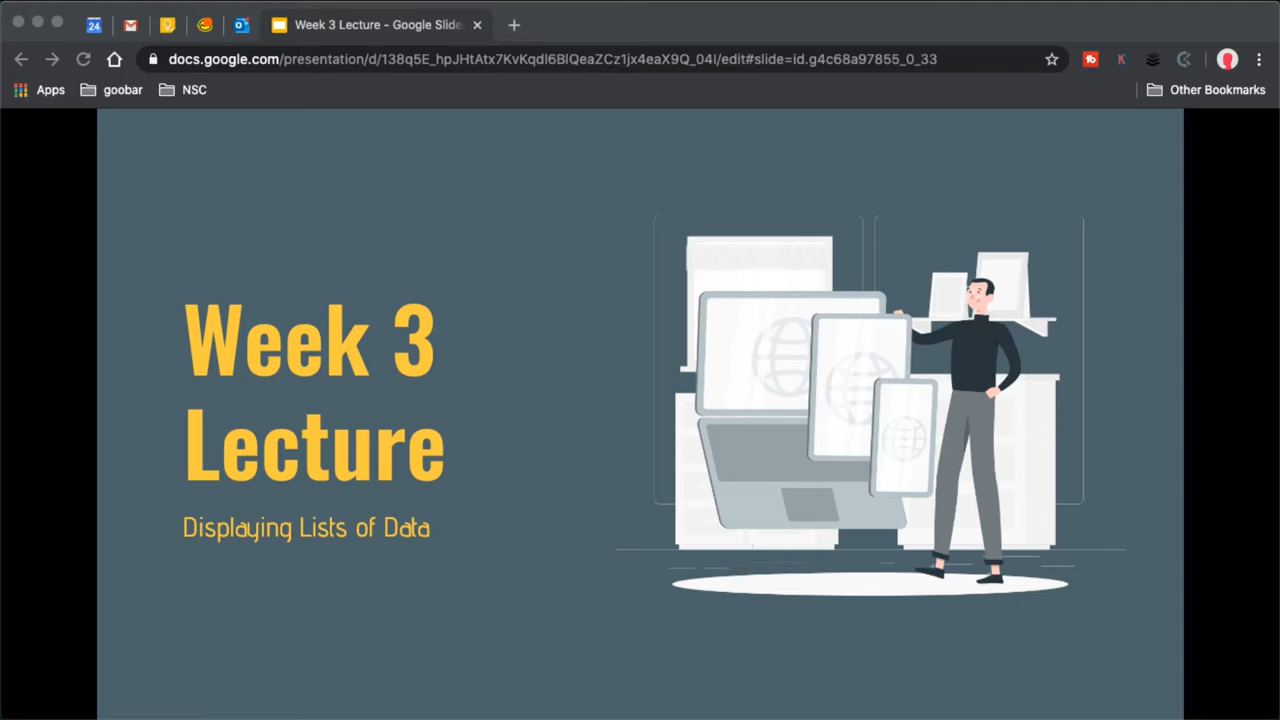 24
Week 3 Lecture - Google Slide
docs.google.com/presentation/d/138q5E_hpJHtAtx7KvKqdl6BlQeaZCz1jx4eaX9Q_04I/edit#slide=id.g4c68a97855_0_33
Apps
goobar
NSC
Other Bookmarks
Week 3
Lecture
Displaying Lists of Data